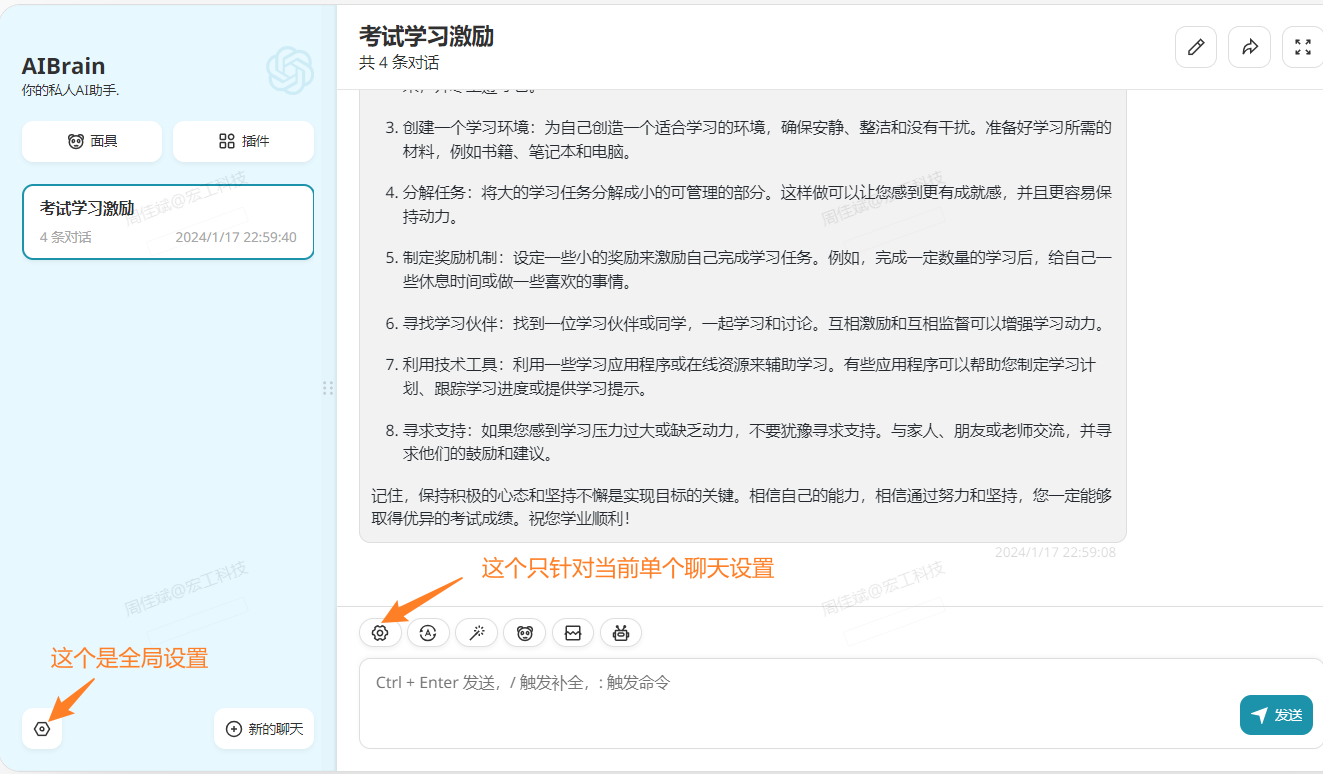 AIBrain
你的私人AI助手.
面具
插件
考试学习激励
4 条对话
2024/1/17 22:59:40
这个是全局设置
新的聊天
考试学习激励
共 4 条对话
3. 创建一个学习环境：为自己创造一个适合学习的环境，确保安静、整洁和没有干扰。准备好学习所需的
材料，例如书籍、笔记本和电脑。
4. 分解任务：将大的学习任务分解成小的可管理的部分。这样做可以让您感到更有成就感，并且更容易保
持动力。
5. 制定奖励机制：设定一些小的奖励来激励自己完成学习任务。例如，完成一定数量的学习后，给自己一
些休息时间或做一些喜欢的事情。
6. 寻找学习伙伴：找到一位学习伙伴或同学，一起学习和讨论。互相激励和互相监督可以增强学习动力。
7. 利用技术工具：利用一些学习应用程序或在线资源来辅助学习。有些应用程序可以帮助您制定学习计
划、跟踪学习进度或提供学习提示。
8. 寻求支持：如果您感到学习压力过大或缺乏动力，不要犹豫寻求支持。与家人、朋友或老师交流，并寻
求他们的鼓励和建议。
记住，保持积极的心态和坚持不懈是实现目标的关键。相信自己的能力，相信通过努力和坚持，您一定能够
取得优异的考试成绩。祝您学业顺利！
2024/1/17 22:59:08
这个只针对当前单个聊天设置
Ctrl + Enter 发送，/ 触发补全，: 触发命令
发送
周佳斌@宏工科技
周佳斌@宏工科技
周佳斌@宏工科技
周佳斌@宏工科技